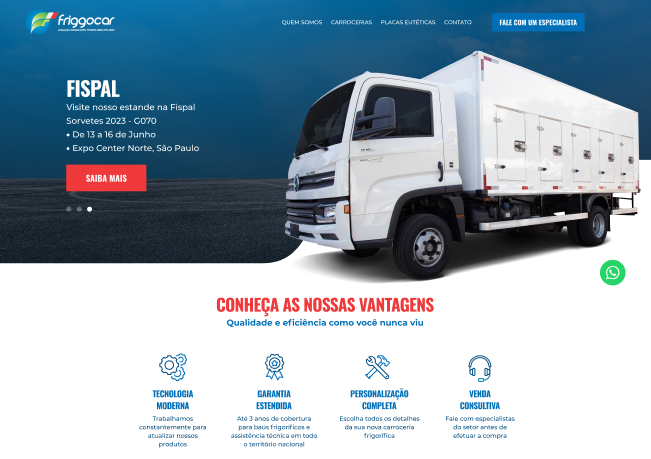 friggocar
QUEM SOMOS
CARROCERIAS
PLACAS EUTÉTICAS
CONTATO
FALE COM UM ESPECIALISTA
FISPAL
Visite nosso estande na Fispal
Sorvetes 2023 - G070
• De 13 a 16 de Junho
• Expo Center Norte, São Paulo
SAIBA MAIS
CONHEÇA AS NOSSAS VANTAGENS
Qualidade e eficiência como você nunca viu
TECNOLOGIA
MODERNA
Trabalhamos
constantemente para
atualizar nossos
produtos
GARANTIA
ESTENDIDA
Até 3 anos de cobertura
para baús frigoríficos e
assistência técnica em todo
o território nacional
PERSONALIZAÇÃO
COMPLETA
Escolha todos os detalhes
da sua nova carroceria
frigorífica
VENDA
CONSULTIVA
Fale com especialistas
do setor antes de
efetuar a compra